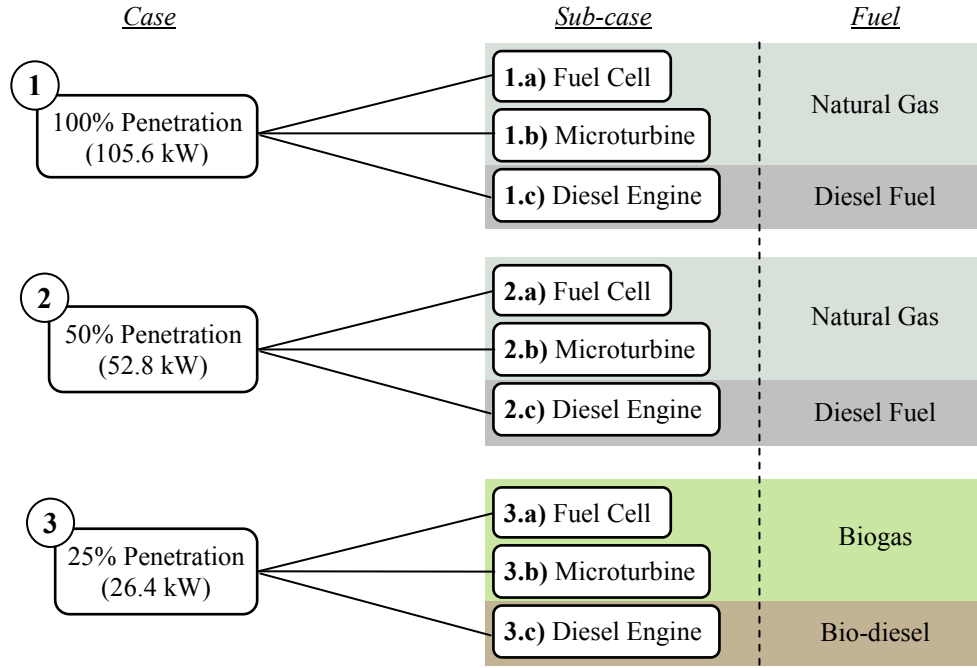 Case Sub-case Fuel
1
100% Penetration
(105.6 kW)
1.a) Fuel Cell
1.b) Microturbine
1.c) Diesel Engine
Natural Gas
Diesel Fuel
2
50% Penetration
(52.8 kW)
2.a) Fuel Cell
2.b) Microturbine
2.c) Diesel Engine
Natural Gas
Diesel Fuel
3
25% Penetration
(26.4 kW)
3.a) Fuel Cell
3.b) Microturbine
3.c) Diesel Engine
Biogas
Bio-diesel